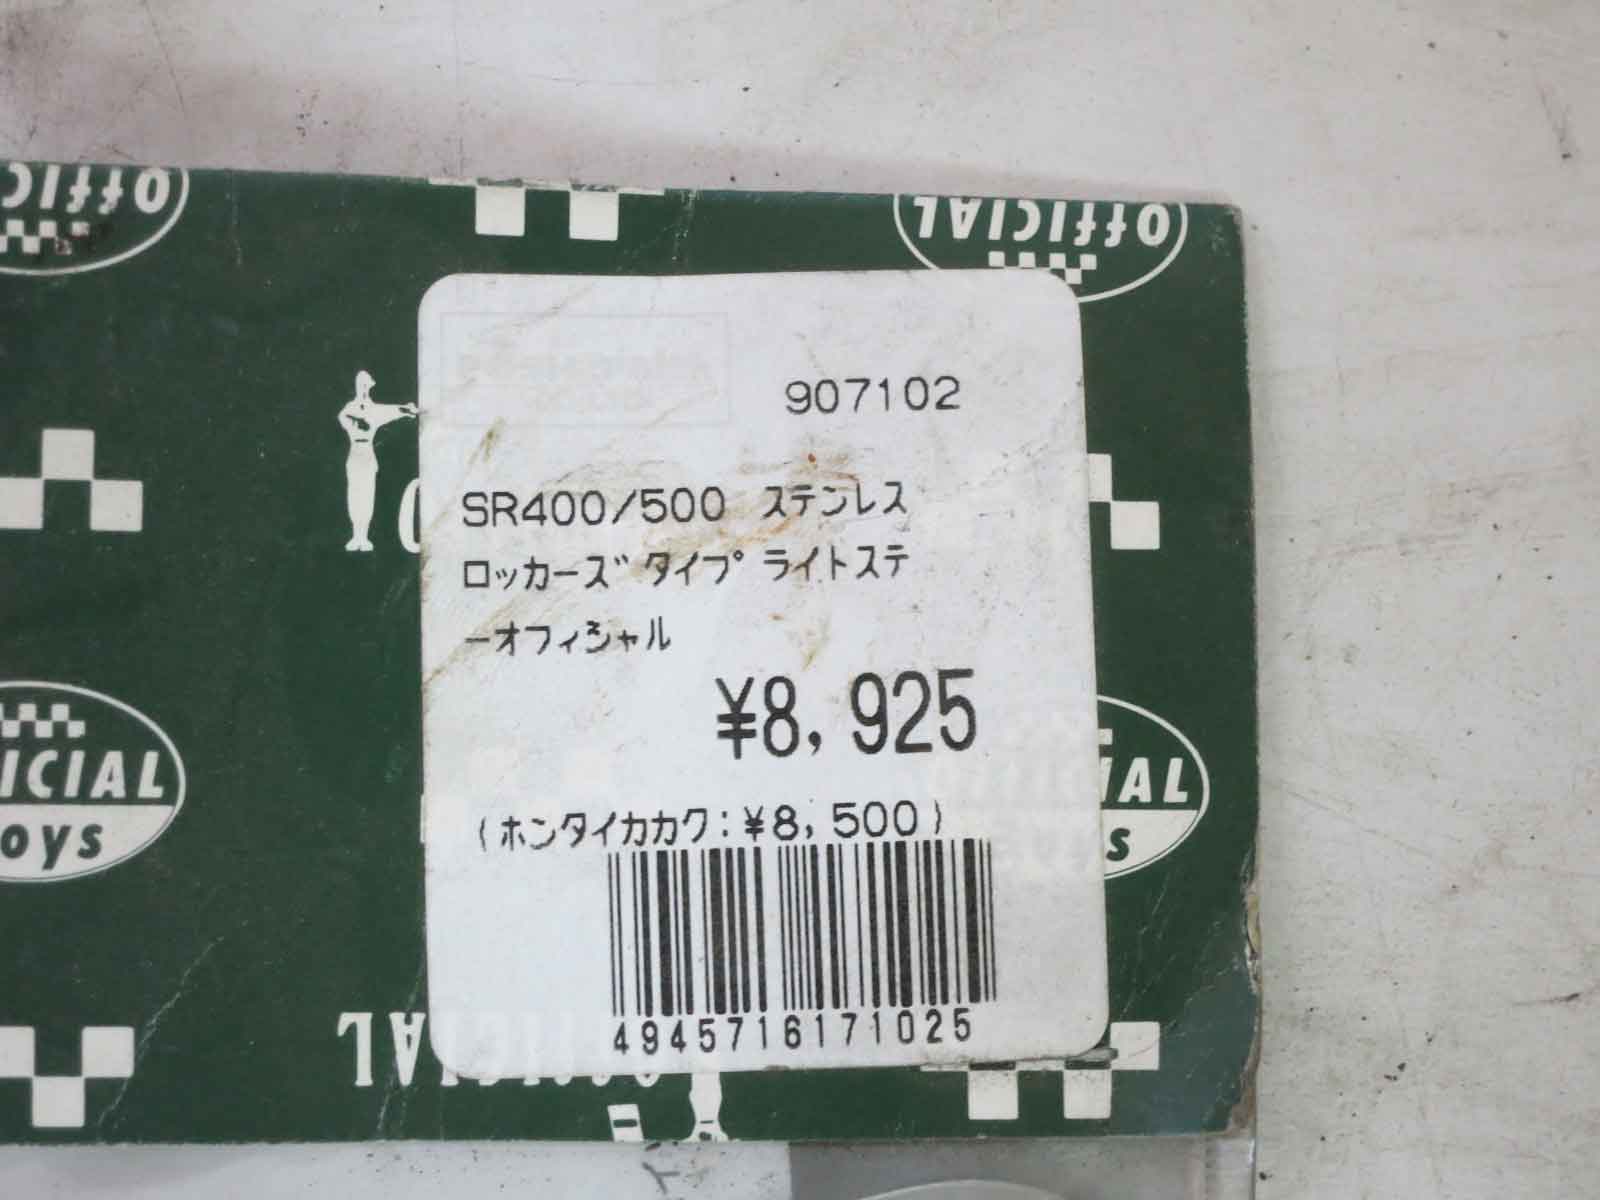 OffICIAL
OffICIAL
907102
SR400/500 ステンレス
ロッカーズ タイプ ライトステ
ーオフィシャル
¥8,925
(ホンタイカカク:¥8,500)
4945716171025
ICIAL
oys
IAL
s